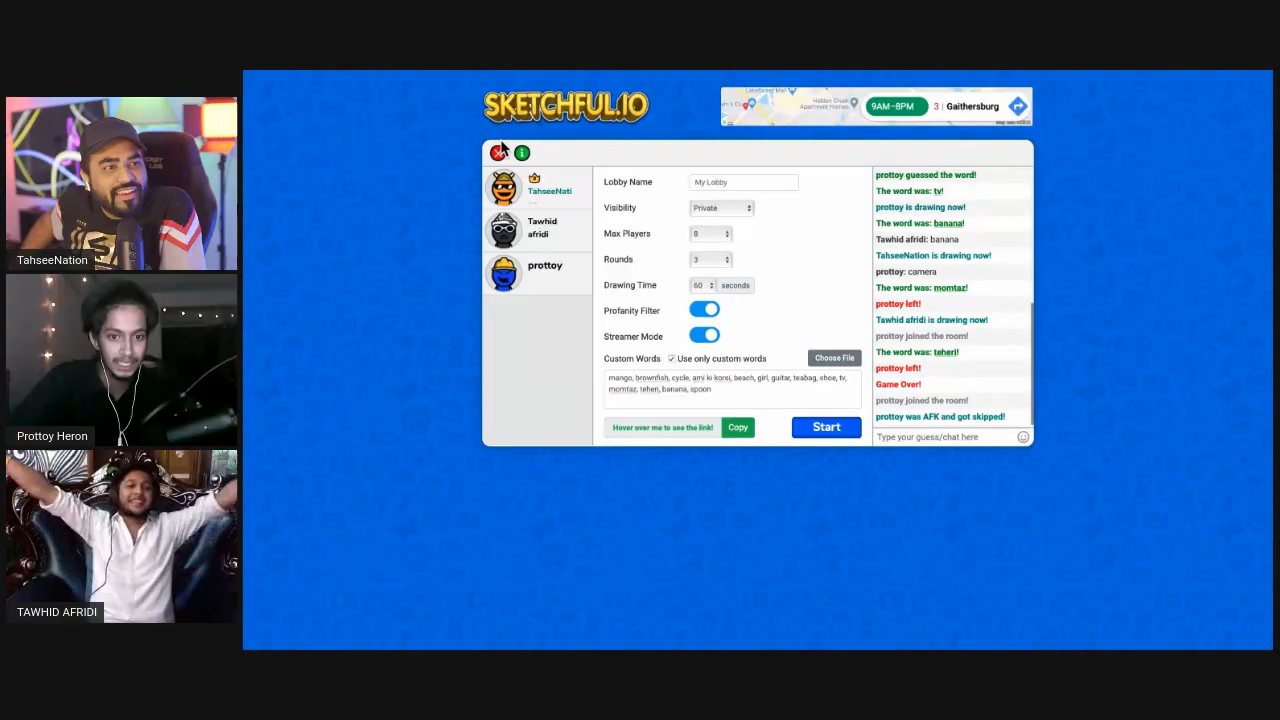 TahseeNation
Prottoy Heron
TAWHID AFRIDI
SKETCHFUL.IO
Hidden Creek
Apartment Homes
9AM–8PM
3 | Gaithersburg
TahseeNati
Tawhid
afridi
prottoy
Lobby Name
My Lobby
Visibility
Private
Max Players
8
Rounds
3
Drawing Time
60
seconds
Profanity Filter
Streamer Mode
Custom Words
Use only custom words
Choose File
mango, brownfish, cycle, ami ki korsi, beach, girl, guitar, teabag, shoe, tv,
momtaz, teheri, banana, spoon
Hover over me to see the link!
Copy
Start
prottoy guessed the word!
The word was: tv!
prottoy is drawing now!
The word was: banana!
Tawhid afridi: banana
TahseeNation is drawing now!
prottoy: camera
The word was: momtaz!
prottoy left!
Tawhid afridi is drawing now!
prottoy joined the room!
The word was: teheri!
prottoy left!
Game Over!
prottoy joined the room!
prottoy was AFK and got skipped!
Type your guess/chat here